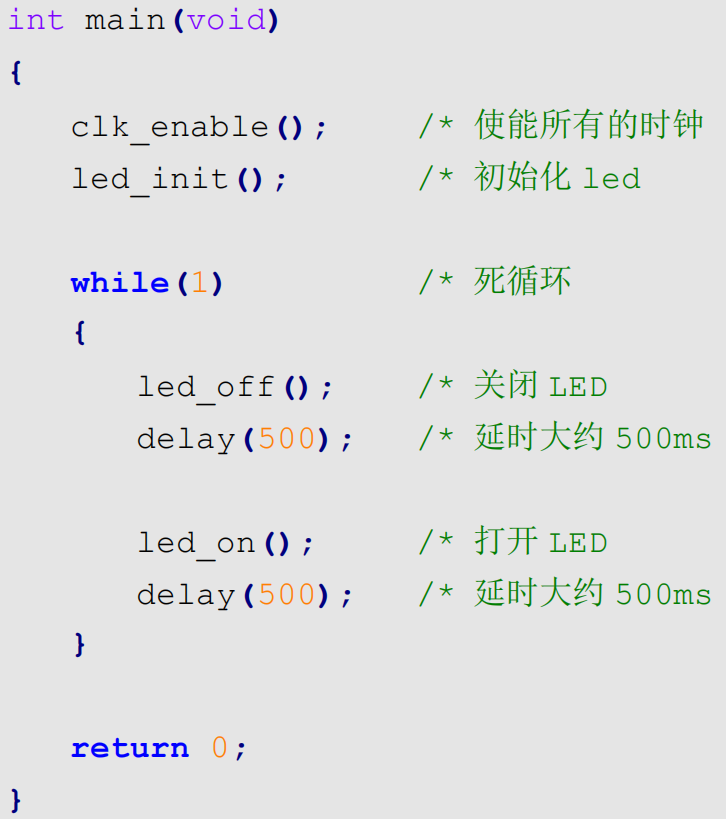 int main(void)
{
clk_enable(); /* 使能所有的时钟
led_init(); /* 初始化 led
while(1) /* 死循环
{
led_off(); /* 关闭 LED
delay(500); /* 延时大约 500ms
led_on(); /* 打开 LED
delay(500); /* 延时大约 500ms
}
return 0;
}